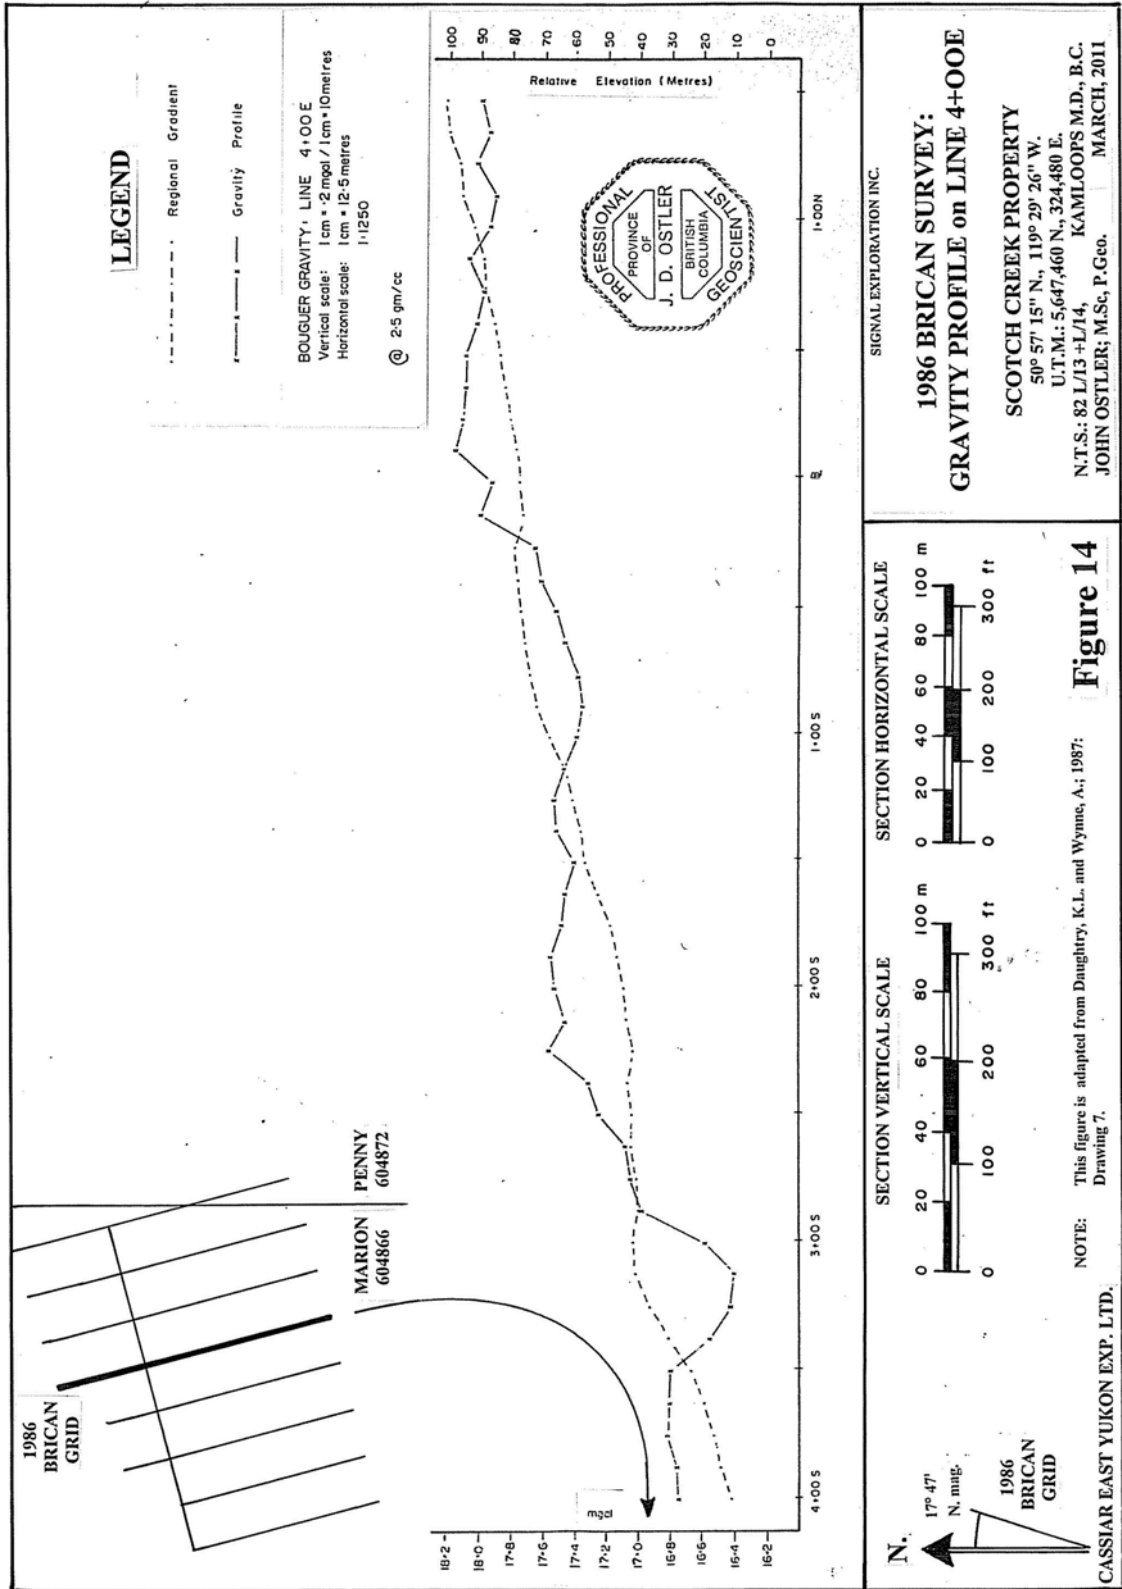 LEGEND
Regional Gradient
Gravity Profile
BOUGUER GRAVITY: LINE 4+00E
Vertical scale: 1cm = ·2 mgal / 1cm = 10metres
Horizontal scale: 1cm = 12·5 metres
1:1250
@ 2·5 gm/cc
1986
BRICAN
GRID
MARION
604866
PENNY
604872
mgal
18·2
18·0
17·8
17·6
17·4
17·2
17·0
16·8
16·6
16·4
16·2
4+00S
3+00S
2+00S
1+00S
BL
1+00N
Relative Elevation (Metres)
100
90
80
70
60
50
40
30
20
10
0
PROFESSIONAL
PROVINCE
OF
J. D. OSTLER
BRITISH
COLUMBIA
GEOSCIENTIST
N.
17° 47'
N. mag.
1986
BRICAN
GRID
CASSIAR EAST YUKON EXP. LTD.
SECTION VERTICAL SCALE
0 20 40 60 80 100 m
0 100 200 300 ft
SECTION HORIZONTAL SCALE
0 20 40 60 80 100 m
0 100 200 300 ft
NOTE: This figure is adapted from Daughtry, K.L. and Wynne, A.; 1987:
Drawing 7.
Figure 14
SIGNAL EXPLORATION INC.
1986 BRICAN SURVEY:
GRAVITY PROFILE on LINE 4+OOE
SCOTCH CREEK PROPERTY
50° 57' 15" N., 119° 29' 26" W.
U.T.M.: 5,647,460 N., 324,480 E.
N.T.S.: 82 L/13 +L/14, KAMLOOPS M.D., B.C.
JOHN OSTLER; M.Sc, P.Geo. MARCH, 2011